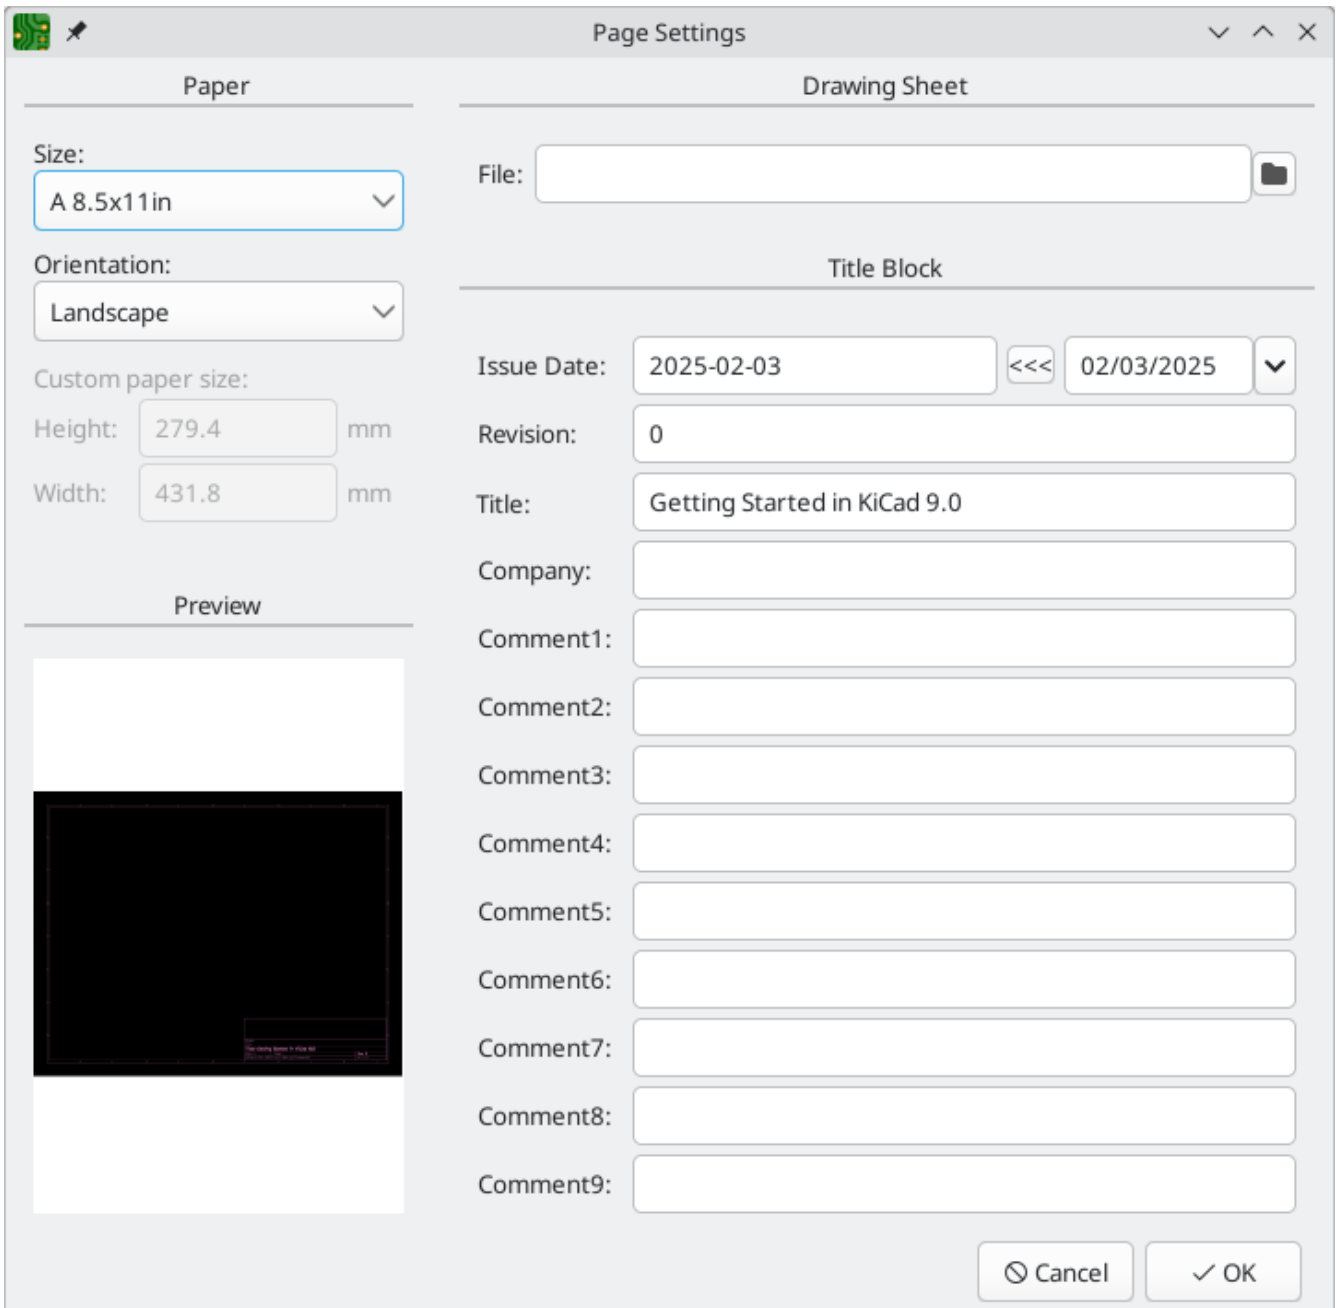 Page Settings
Paper
Size:
A 8.5x11in
Orientation:
Landscape
Custom paper size:
Height: 279.4 mm
Width: 431.8 mm
Preview
Drawing Sheet
File:
Title Block
Issue Date: 2025-02-03 <<< 02/03/2025
Revision: 0
Title: Getting Started in KiCad 9.0
Company:
Comment1:
Comment2:
Comment3:
Comment4:
Comment5:
Comment6:
Comment7:
Comment8:
Comment9:
Cancel OK